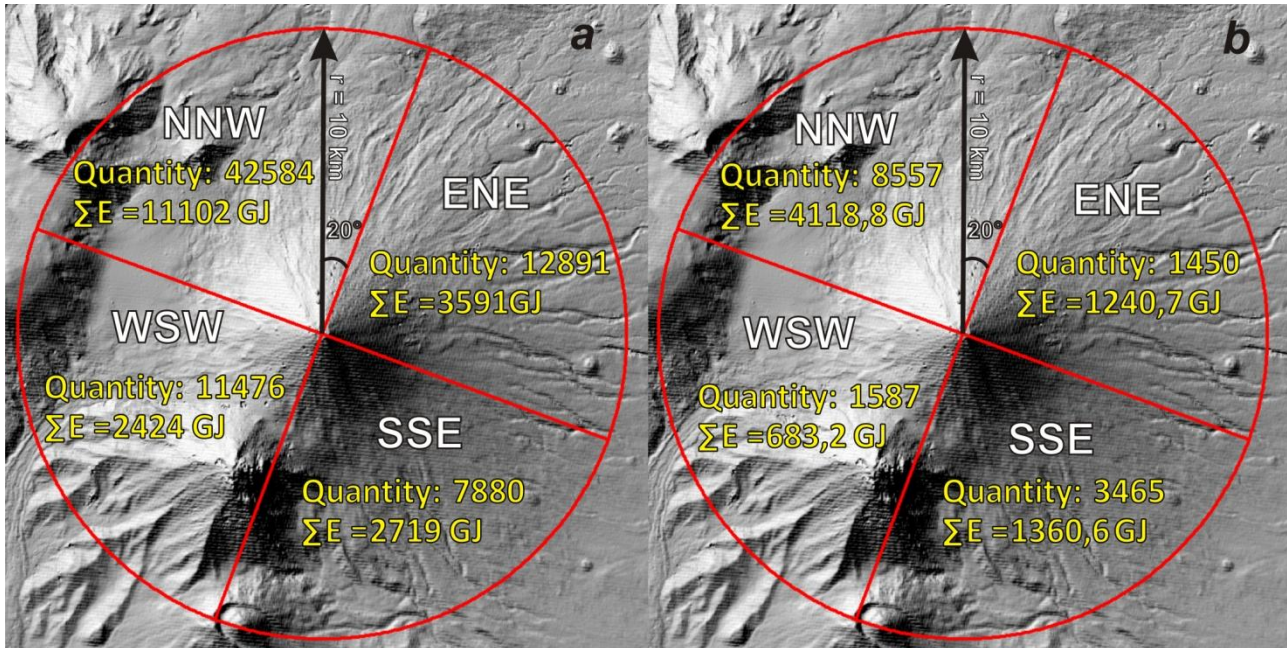 a
NNW
Quantity: 42584
∑E =11102 GJ
r = 10 km
20°
ENE
Quantity: 12891
∑E =3591GJ
WSW
Quantity: 11476
∑E =2424 GJ
SSE
Quantity: 7880
∑E =2719 GJ
b
NNW
Quantity: 8557
∑E =4118,8 GJ
r = 10 km
20°
ENE
Quantity: 1450
∑E =1240,7 GJ
WSW
Quantity: 1587
∑E =683,2 GJ
SSE
Quantity: 3465
∑E =1360,6 GJ